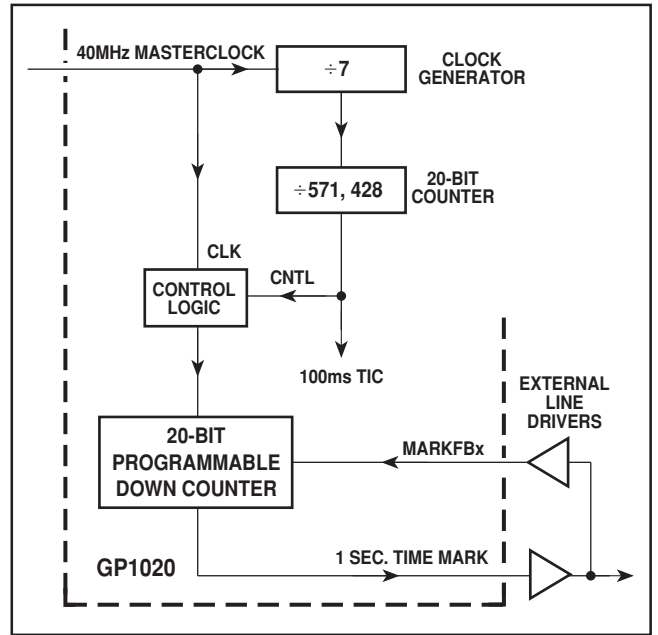 40MHz MASTERCLOCK
÷7
CLOCK
GENERATOR
÷571, 428
20-BIT
COUNTER
CLK
CNTL
CONTROL
LOGIC
100ms TIC
EXTERNAL
LINE
DRIVERS
20-BIT
PROGRAMMABLE
DOWN COUNTER
MARKFBx
1 SEC. TIME MARK
GP1020